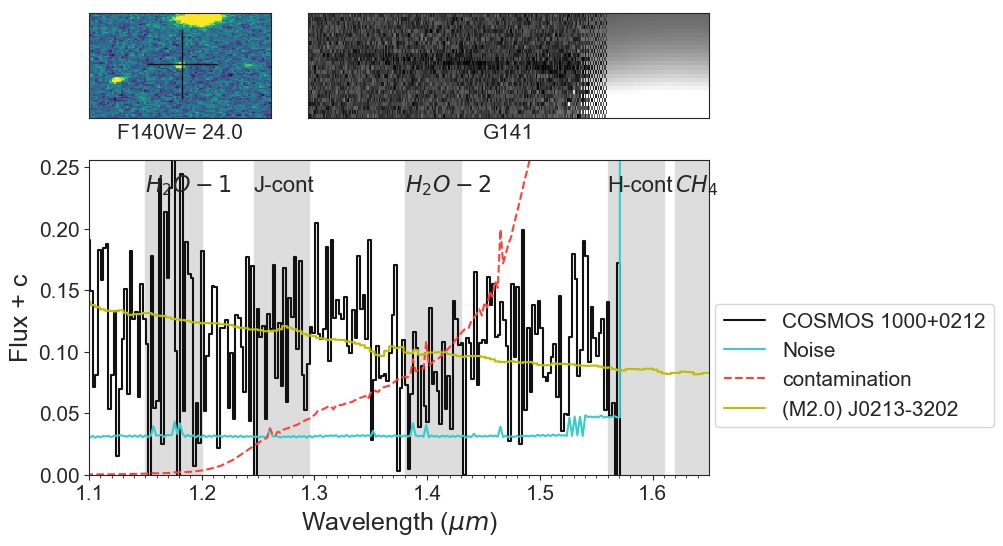 F140W= 24.0
G141
H₂O − 1
J-cont
H₂O − 2
H-cont
CH₄
0.25
0.20
0.15
0.10
0.05
0.00
Flux + c
1.1
1.2
1.3
1.4
1.5
1.6
Wavelength (μm)
COSMOS 1000+0212
Noise
contamination
(M2.0) J0213-3202